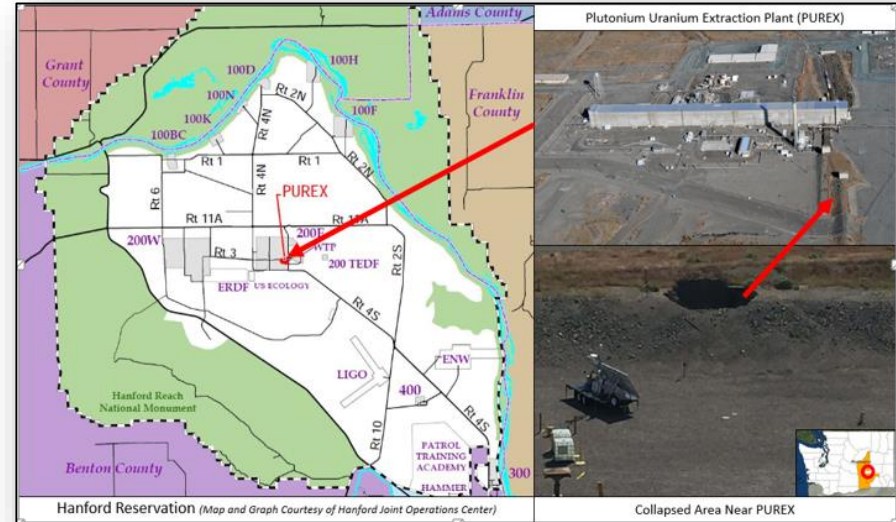 Adams County
Grant
County
Franklin
County
100D
100H
100N
Rt 2N
100K
Rt 4N
100F
100BC
Rt 1
Rt 1
Rt 2N
Rt 6
Rt 4N
PUREX
Rt 11A
Rt 11A
200W
200E
WTP
Rt 3
200 TEDF
Rt 2S
ERDF
US ECOLOGY
Rt 4S
LIGO
ENW
400
Hanford Reach
National Monument
Rt 10
Rt 4S
PATROL
TRAINING
ACADEMY
Benton County
HAMMER
300
Hanford Reservation (Map and Graph Courtesy of Hanford Joint Operations Center)
Plutonium Uranium Extraction Plant (PUREX)
Collapsed Area Near PUREX